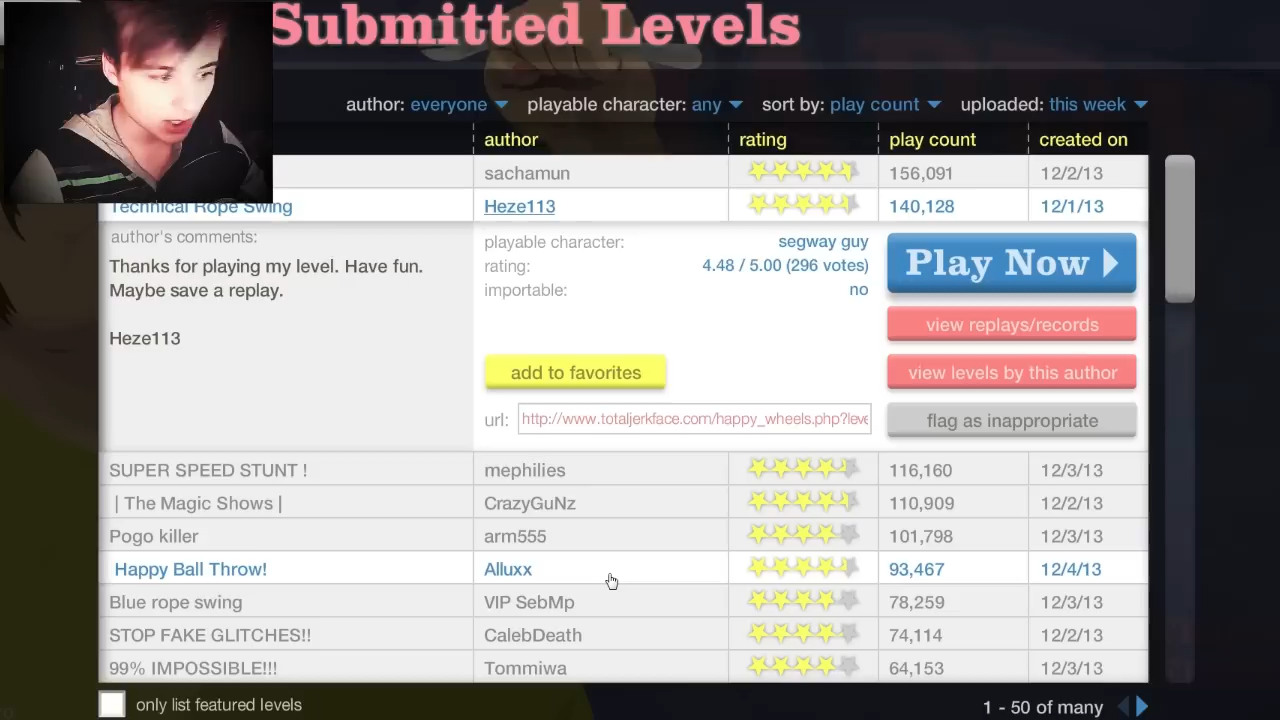 Submitted Levels
author: everyone playable character: any sort by: play count uploaded: this week
author rating play count created on
sachamun 156,091 12/2/13
Technical Rope Swing Heze113 140,128 12/1/13
author's comments:
Thanks for playing my level. Have fun.
Maybe save a replay.
Heze113
playable character: segway guy
rating: 4.48 / 5.00 (296 votes)
importable: no
add to favorites
url: http://www.totaljerkface.com/happy_wheels.php?leve
Play Now
view replays/records
view levels by this author
flag as inappropriate
SUPER SPEED STUNT ! mephilies 116,160 12/3/13
| The Magic Shows | CrazyGuNz 110,909 12/2/13
Pogo killer arm555 101,798 12/3/13
Happy Ball Throw! Alluxx 93,467 12/4/13
Blue rope swing VIP SebMp 78,259 12/3/13
STOP FAKE GLITCHES!! CalebDeath 74,114 12/2/13
99% IMPOSSIBLE!!! Tommiwa 64,153 12/3/13
only list featured levels 1 - 50 of many